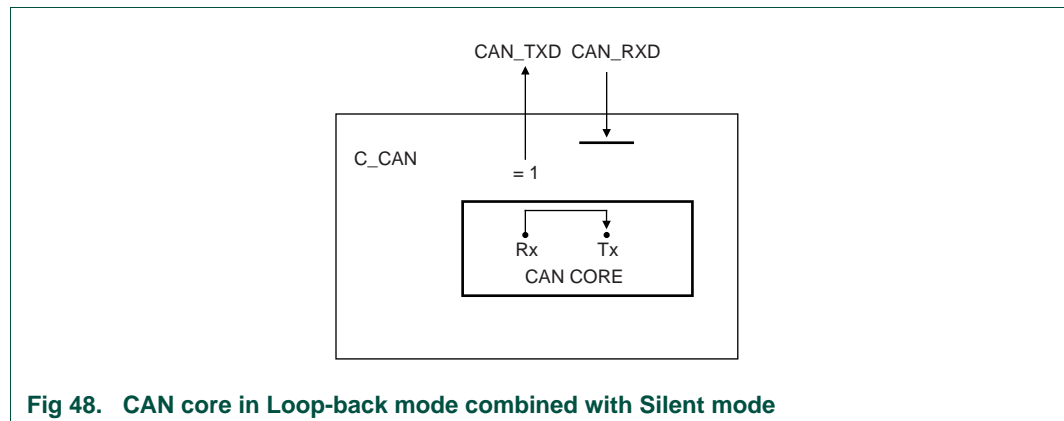 CAN_TXD CAN_RXD
C_CAN
= 1
Rx Tx
CAN CORE
Fig 48. CAN core in Loop-back mode combined with Silent mode